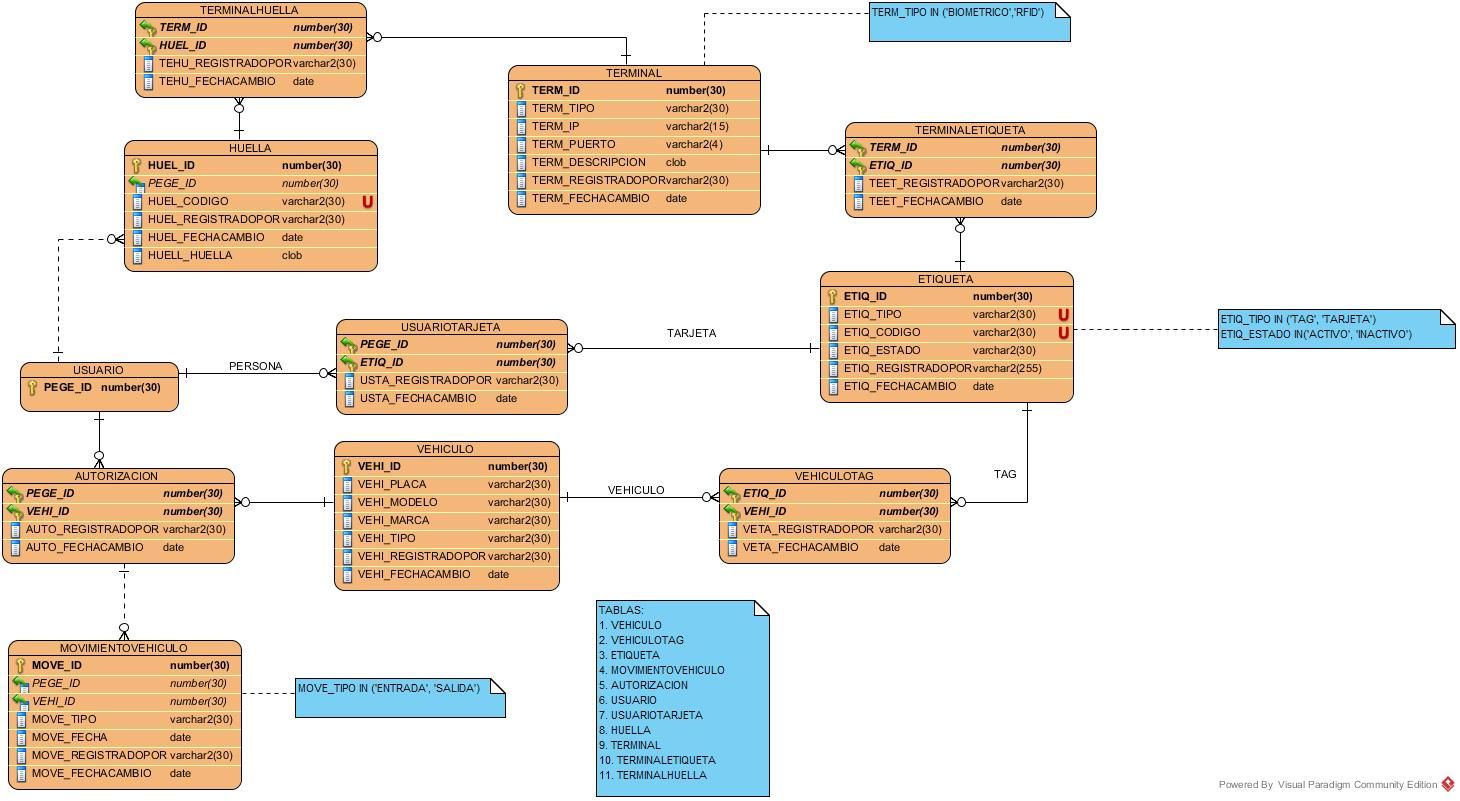 TERMINALHUELLA
TERM_ID number(30)
HUEL_ID number(30)
TEHU_REGISTRADOPOR varchar2(30)
TEHU_FECHACAMBIO date
TERM_TIPO IN ('BIOMETRICO','RFID')
TERMINAL
TERM_ID number(30)
TERM_TIPO varchar2(30)
TERM_IP varchar2(15)
TERM_PUERTO varchar2(4)
TERM_DESCRIPCION clob
TERM_REGISTRADOPOR varchar2(30)
TERM_FECHACAMBIO date
TERMINALETIQUETA
TERM_ID number(30)
ETIQ_ID number(30)
TEET_REGISTRADOPOR varchar2(30)
TEET_FECHACAMBIO date
HUELLA
HUEL_ID number(30)
PEGE_ID number(30)
HUEL_CODIGO varchar2(30) U
HUEL_REGISTRADOPOR varchar2(30)
HUEL_FECHACAMBIO date
HUELL_HUELLA clob
ETIQUETA
ETIQ_ID number(30)
ETIQ_TIPO varchar2(30) U
ETIQ_CODIGO varchar2(30) U
ETIQ_ESTADO varchar2(30)
ETIQ_REGISTRADOPOR varchar2(255)
ETIQ_FECHACAMBIO date
ETIQ_TIPO IN ('TAG', 'TARJETA')
ETIQ_ESTADO IN('ACTIVO', 'INACTIVO')
USUARIOTARJETA
PEGE_ID number(30)
ETIQ_ID number(30)
USTA_REGISTRADOPOR varchar2(30)
USTA_FECHACAMBIO date
TARJETA
USUARIO
PEGE_ID number(30)
PERSONA
AUTORIZACION
PEGE_ID number(30)
VEHI_ID number(30)
AUTO_REGISTRADOPOR varchar2(30)
AUTO_FECHACAMBIO date
VEHICULO
VEHI_ID number(30)
VEHI_PLACA varchar2(30)
VEHI_MODELO varchar2(30)
VEHI_MARCA varchar2(30)
VEHI_TIPO varchar2(30)
VEHI_REGISTRADOPOR varchar2(30)
VEHI_FECHACAMBIO date
VEHICULO
VEHICULOTAG
ETIQ_ID number(30)
VEHI_ID number(30)
VETA_REGISTRADOPOR varchar2(30)
VETA_FECHACAMBIO date
TAG
MOVIMIENTOVEHICULO
MOVE_ID number(30)
PEGE_ID number(30)
VEHI_ID number(30)
MOVE_TIPO varchar2(30)
MOVE_FECHA date
MOVE_REGISTRADOPOR varchar2(30)
MOVE_FECHACAMBIO date
MOVE_TIPO IN ('ENTRADA', 'SALIDA')
TABLAS:
1. VEHICULO
2. VEHICULOTAG
3. ETIQUETA
4. MOVIMIENTOVEHICULO
5. AUTORIZACION
6. USUARIO
7. USUARIOTARJETA
8. HUELLA
9. TERMINAL
10. TERMINALETIQUETA
11. TERMINALHUELLA
Powered By Visual Paradigm Community Edition